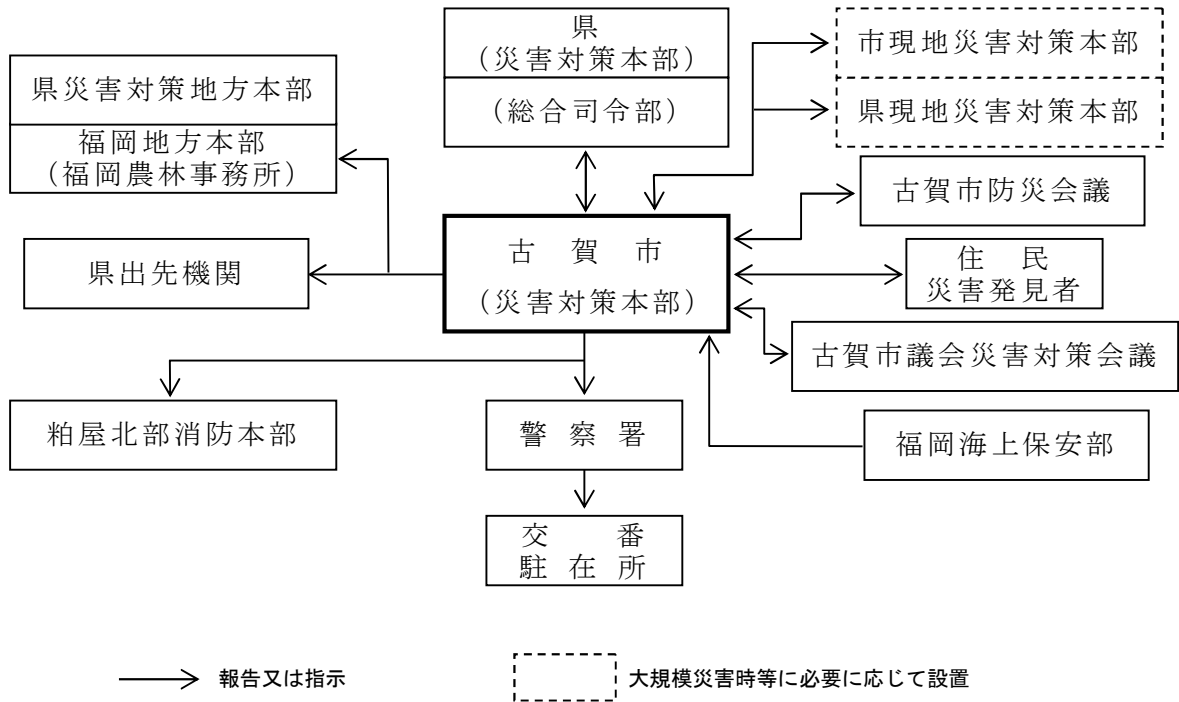 県
(災害対策本部)
(総合司令部)
市現地災害対策本部
県現地災害対策本部
県災害対策地方本部
福岡地方本部
(福岡農林事務所)
古賀市防災会議
古賀市
(災害対策本部)
県出先機関
住民
災害発見者
古賀市議会災害対策会議
粕屋北部消防本部
警察署
福岡海上保安部
交番
駐在所
報告又は指示
大規模災害時等に必要に応じて設置